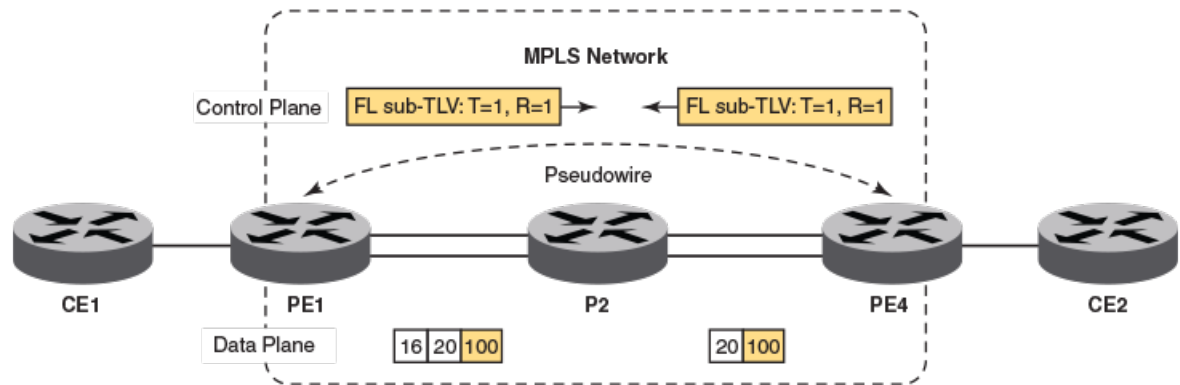 MPLS Network
Control Plane
FL sub-TLV: T=1, R=1
FL sub-TLV: T=1, R=1
Pseudowire
CE1
PE1
P2
PE4
CE2
Data Plane
16 20 100
20 100